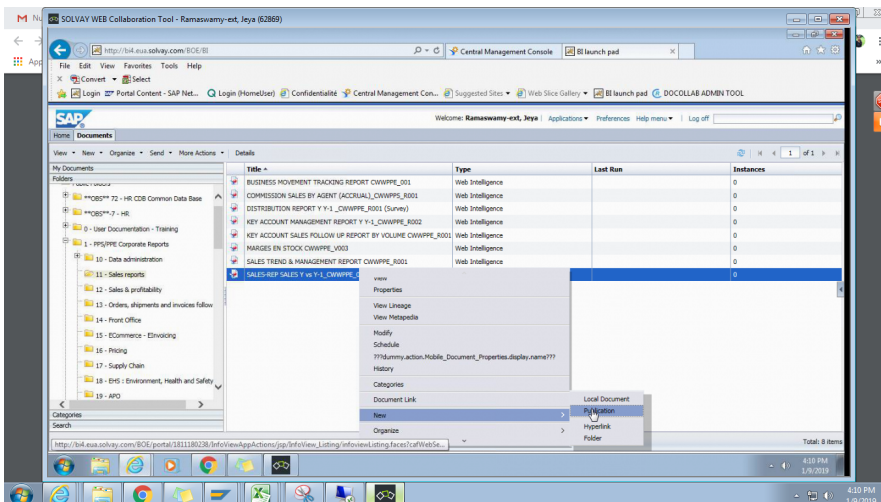 M Nu
SOLVAY WEB Collaboration Tool - Ramaswamy-ext, Jeya (62869)
App
http://bi4.eua.solvay.com/BOE/BI
Central Management Console
BI launch pad
File Edit View Favorites Tools Help
Convert Select
Login Portal Content - SAP Net... Login (HomeUser) Confidentialité Central Management Con... Suggested Sites Web Slice Gallery BI launch pad DOCOLLAB ADMIN TOOL
SAP
Welcome: Ramaswamy-ext, Jeya | Applications Preferences Help menu | Log off
Home Documents
View New Organize Send More Actions Details 1 of 1
My Documents
Folders
Title Type Last Run Instances
**OBS** 72 - HR CDB Common Data Base
**OBS**-7 - HR
0 - User Documentation - Training
1 - PPS/PPE Corporate Reports
10 - Data administration
11 - Sales reports
12 - Sales & profitability
13 - Orders, shipments and invoices follow
14 - Front Office
15 - ECommerce - EInvoicing
16 - Pricing
17 - Supply Chain
18 - EHS : Environment, Health and Safety
19 - APO
Categories
Search
BUSINESS MOVEMENT TRACKING REPORT CWWPPE_001 Web Intelligence 0
COMMISSION SALES BY AGENT (ACCRUAL)_CWWPPS_R001 Web Intelligence 0
DISTRIBUTION REPORT Y Y-1 _CWWPPE_R001 (Survey) Web Intelligence 0
KEY ACCOUNT MANAGEMENT REPORT Y Y-1_CWWPPE_R002 Web Intelligence 0
KEY ACCOUNT SALES FOLLOW UP REPORT BY VOLUME CWWPPE_R001 Web Intelligence 0
MARGES EN STOCK CWWPPE_V003 Web Intelligence 0
SALES TREND & MANAGEMENT REPORT CWWPPE_R001 Web Intelligence 0
SALES-REP SALES Y vs Y-1_CWWPPE_ 0
View
Properties
View Lineage
View Metapedia
Modify
Schedule
???dummy.action.Mobile_Document_Properties.display.name???
History
Categories
Document Link
New
Organize
Local Document
Publication
Hyperlink
Folder
http://bi4.eua.solvay.com/BOE/portal/1811180238/InfoViewAppActions/jsp/InfoView_Listing/infoviewListing.faces?cafWebSe...
Total: 8 items
4:10 PM
1/9/2019
4:10 PM
1/9/2019